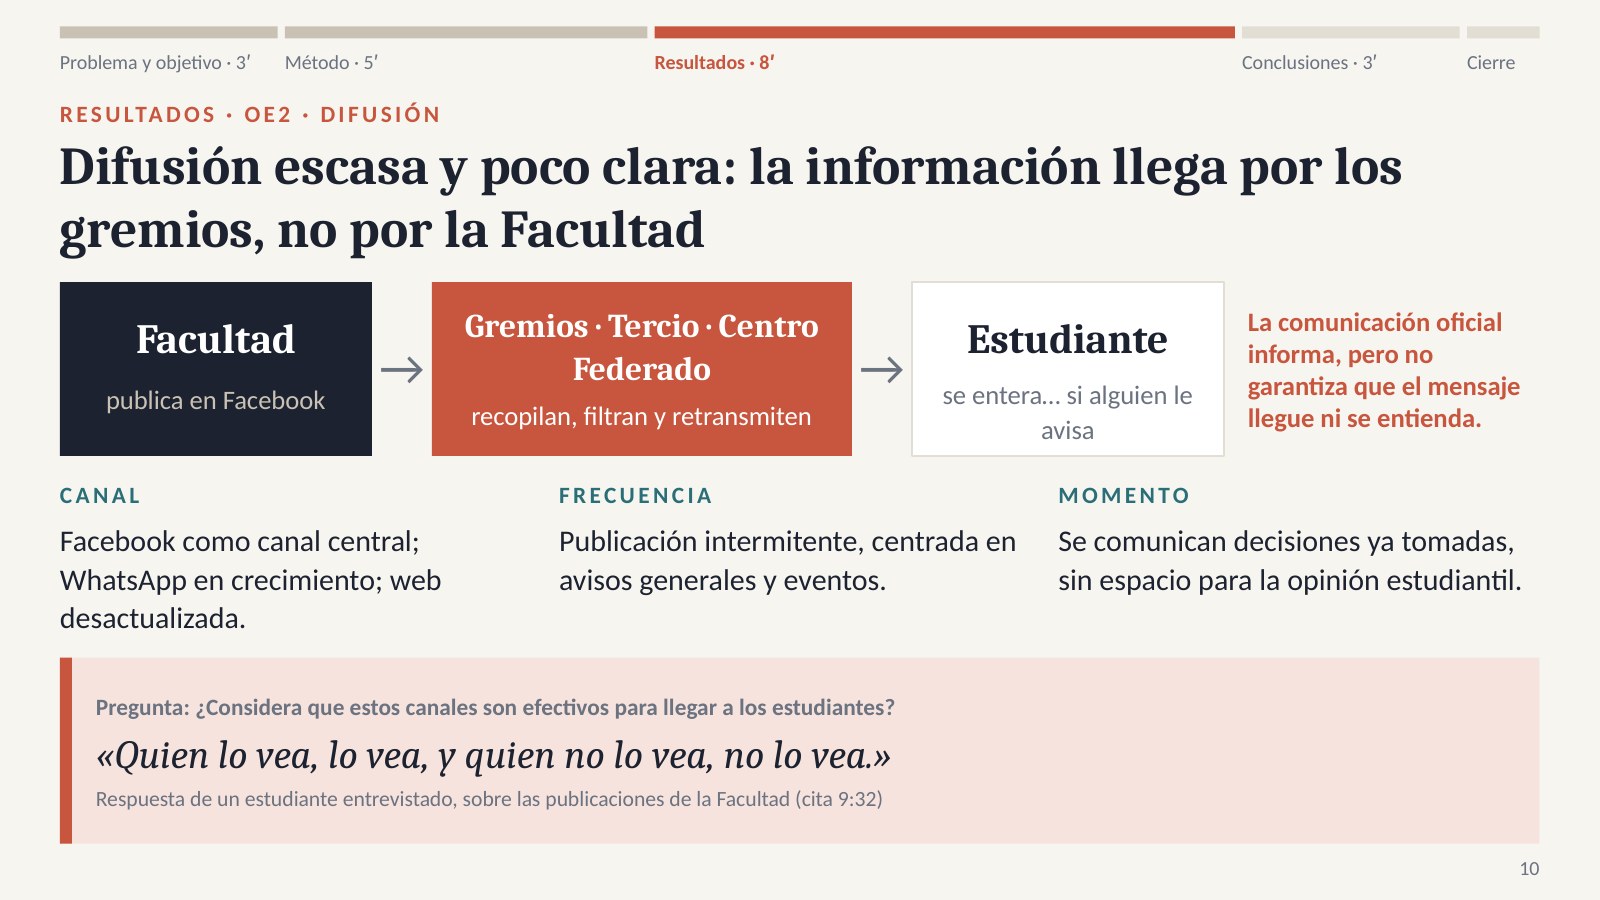 Problema y objetivo · 3′
Método · 5′
Resultados · 8′
Conclusiones · 3′
Cierre
RESULTADOS · OE2 · DIFUSIÓN
Difusión escasa y poco clara: la información llega por los
gremios, no por la Facultad
Facultad
publica en Facebook
→
Gremios · Tercio · Centro
Federado
recopilan, filtran y retransmiten
→
Estudiante
se entera… si alguien le
avisa
La comunicación oficial
informa, pero no
garantiza que el mensaje
llegue ni se entienda.
CANAL
Facebook como canal central;
WhatsApp en crecimiento; web
desactualizada.
FRECUENCIA
Publicación intermitente, centrada en
avisos generales y eventos.
MOMENTO
Se comunican decisiones ya tomadas,
sin espacio para la opinión estudiantil.
Pregunta: ¿Considera que estos canales son efectivos para llegar a los estudiantes?
«Quien lo vea, lo vea, y quien no lo vea, no lo vea.»
Respuesta de un estudiante entrevistado, sobre las publicaciones de la Facultad (cita 9:32)
10